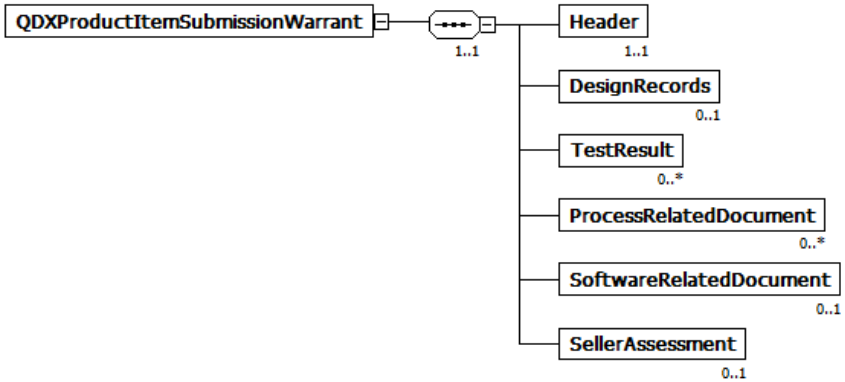 QDXProductItemSubmissionWarrant
1..1
Header
1..1
DesignRecords
0..1
TestResult
0..*
ProcessRelatedDocument
0..*
SoftwareRelatedDocument
0..1
SellerAssessment
0..1